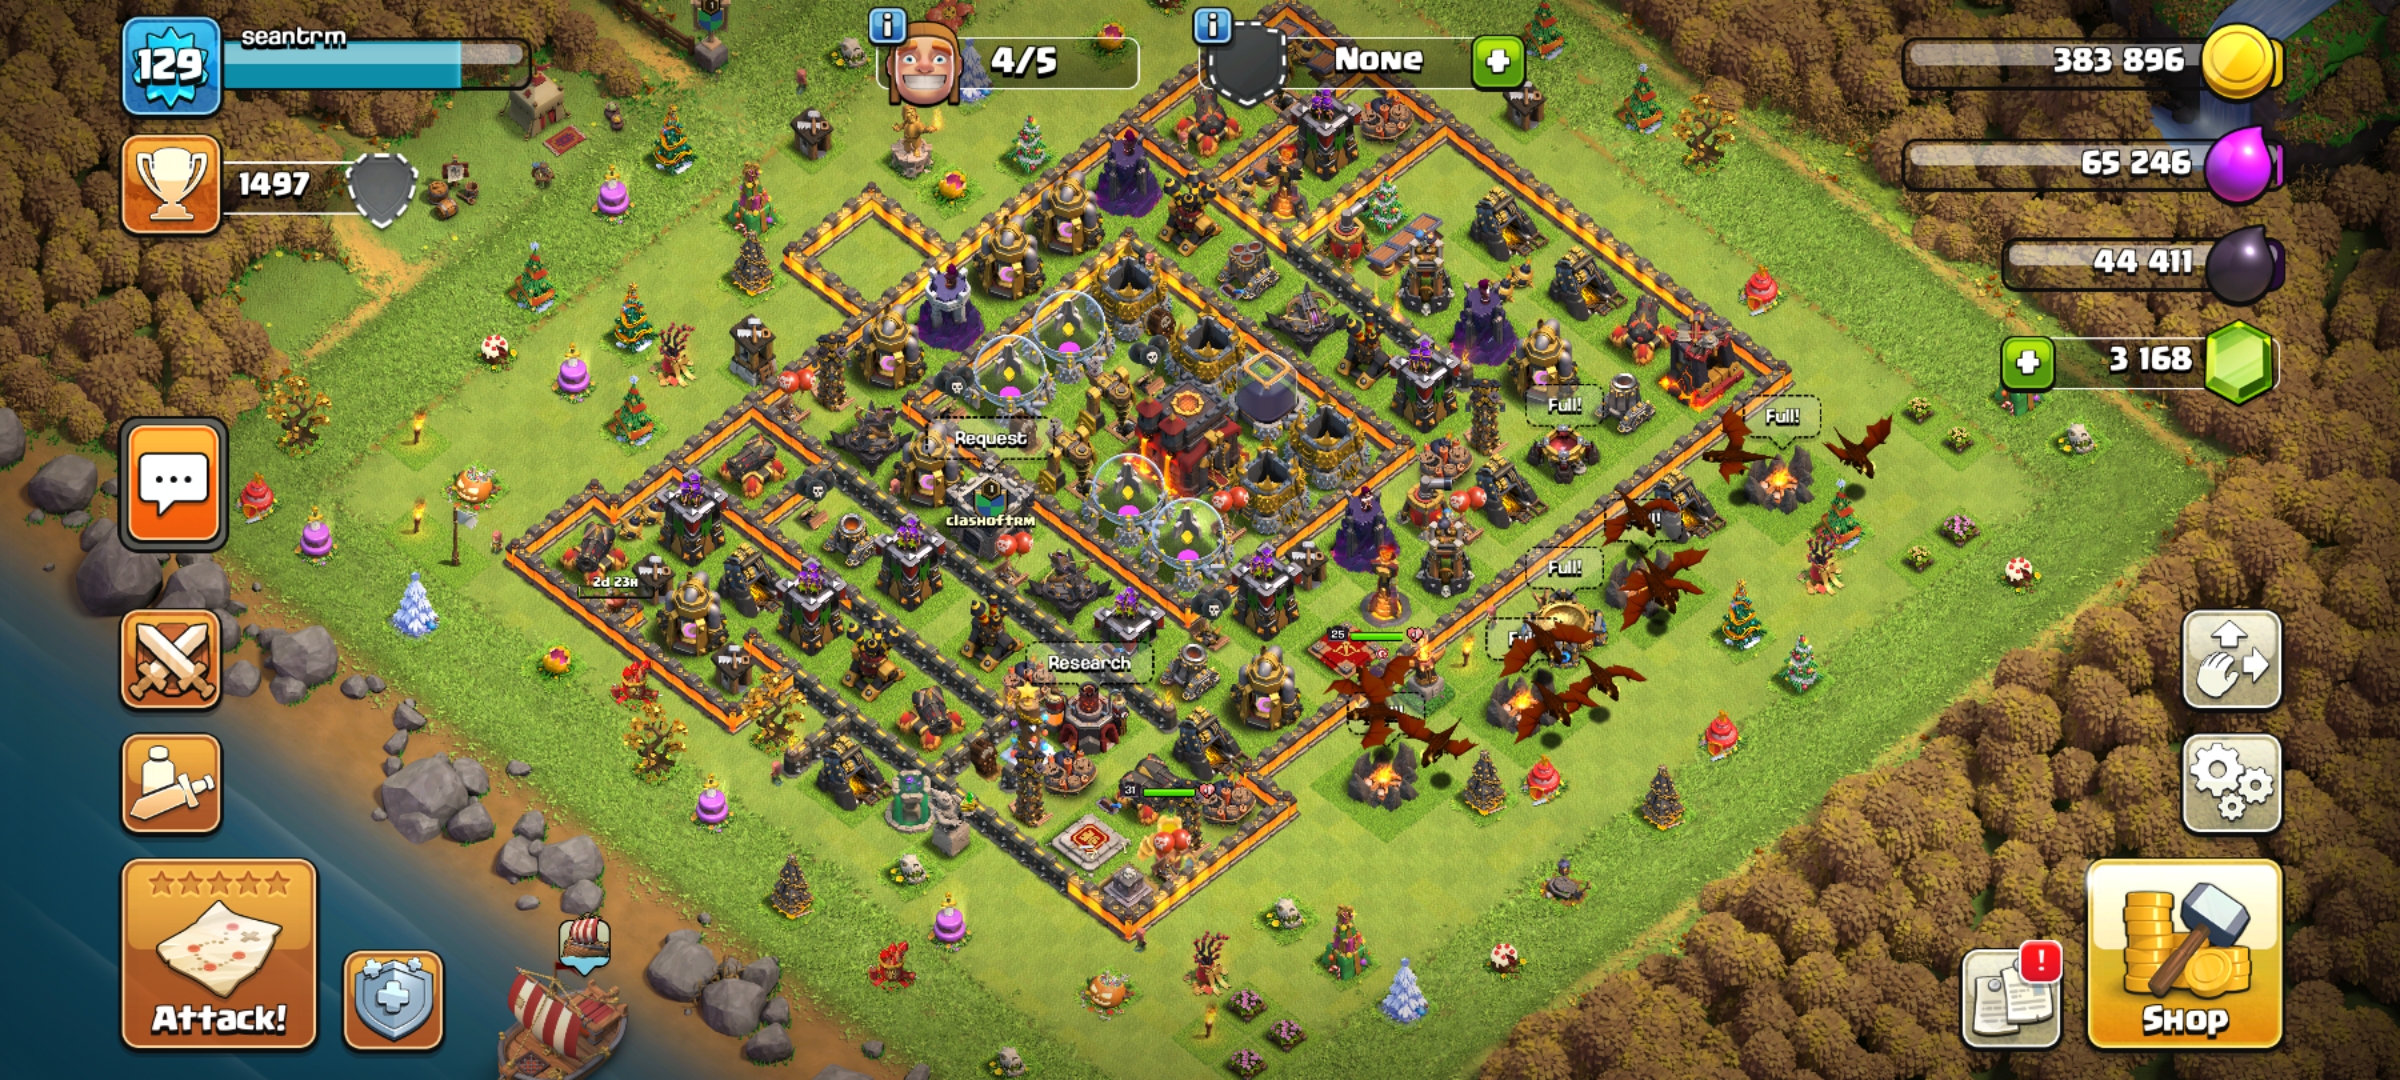 129
seantrm
4/5
None
383 896
1497
65 246
44 411
3 168
Full!
Full!
Request
clashoftrm
2d 23h
Full!
25
Research
31
Attack!
!
Shop